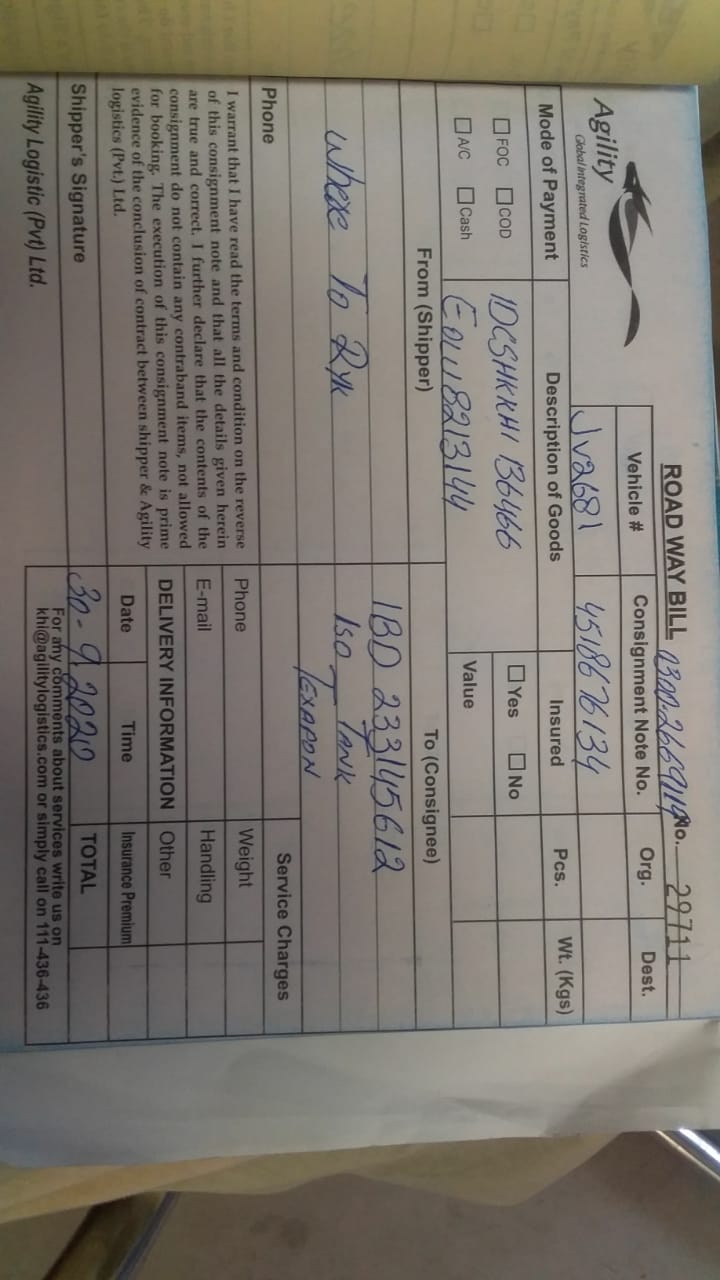 ROAD WAY BILL 0300-2669119 No. 29711
Agility
Global Integrated Logistics
Vehicle # Consignment Note No. Org. Dest.
JV2681 4518676134
Mode of Payment Description of Goods Insured Pcs. Wt. (Kgs)
FOC COD IDCSHKKHI 136466 Yes No
A/C Cash 8213144 Value
From (Shipper) To (Consignee)
IBD 233145612
where To RYK ISO TANK
TEXAPON
Phone Service Charges
I warrant that I have read the terms and condition on the reverse
of this consignment note and that all the details given herein
are true and correct. I further declare that the contents of the
consignment do not contain any contraband items, not allowed
for booking. The execution of this consignment note is prime
evidence of the conclusion of contract between shipper & Agility
logistics (Pvt.) Ltd.
Phone Weight
E-mail Handling
DELIVERY INFORMATION Other
Date Time Insurance Premium
Shipper's Signature 30-9.2020 TOTAL
Agility Logistic (Pvt) Ltd.
For any comments about services write us on
khi@agilitylogistics.com or simply call on 111-436-436